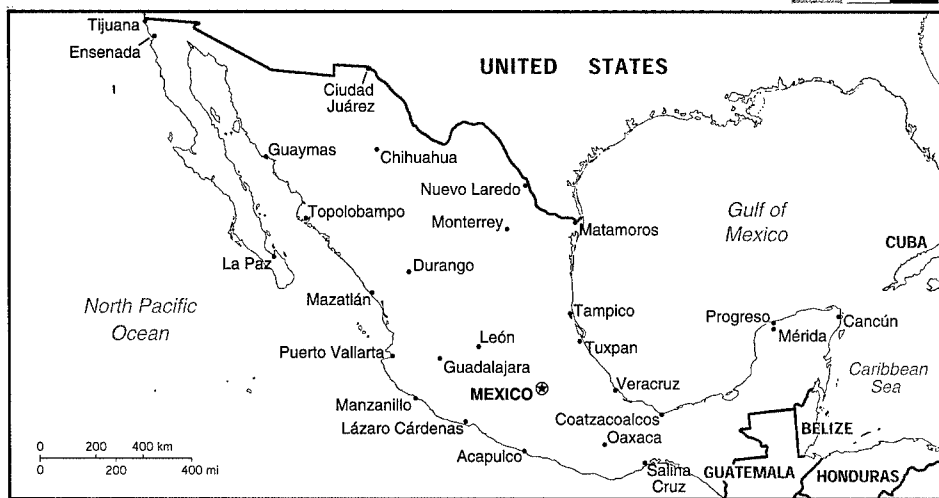 Tijuana
Ensenada
Ciudad
Juárez
UNITED STATES
Guaymas
Chihuahua
Nuevo Laredo
Topolobampo
Monterrey
Matamoros
Gulf of
Mexico
CUBA
La Paz
Durango
Mazatlán
North Pacific
Ocean
Tampico
Progreso
Cancún
Mérida
León
Tuxpan
Puerto Vallarta
Guadalajara
Caribbean
Sea
MEXICO
Veracruz
Manzanillo
Coatzacoalcos
BELIZE
Lázaro Cárdenas
Oaxaca
0 200 400 km
0 200 400 mi
Acapulco
Salina
Cruz
GUATEMALA
HONDURAS